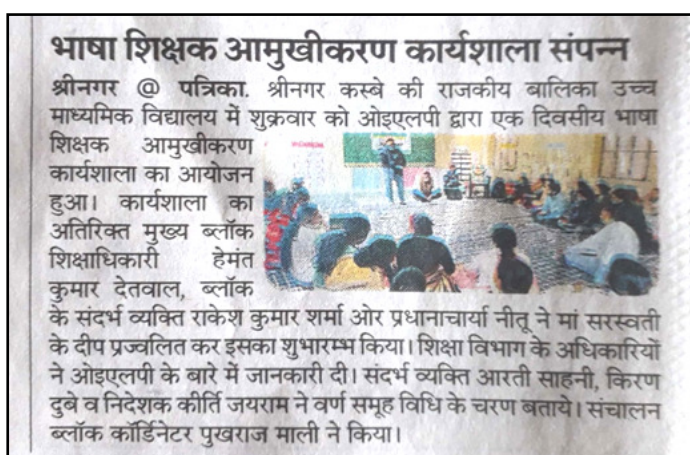 भाषा शिक्षक आमुखीकरण कार्यशाला संपन्न
श्रीनगर @ पत्रिका. श्रीनगर कस्बे की राजकीय बालिका उच्च
माध्यमिक विद्यालय में शुक्रवार को ओइएलपी द्वारा एक दिवसीय भाषा
शिक्षक आमुखीकरण
कार्यशाला का आयोजन
हुआ। कार्यशाला का
अतिरिक्त मुख्य ब्लॉक
शिक्षाधिकारी हेमंत
कुमार देतवाल, ब्लॉक
के संदर्भ व्यक्ति राकेश कुमार शर्मा ओर प्रधानाचार्या नीतू ने मां सरस्वती
के दीप प्रज्वलित कर इसका शुभारम्भ किया। शिक्षा विभाग के अधिकारियों
ने ओइएलपी के बारे में जानकारी दी। संदर्भ व्यक्ति आरती साहनी, किरण
दुबे व निदेशक कीर्ति जयराम ने वर्ण समूह विधि के चरण बताये। संचालन
ब्लॉक कॉर्डिनेटर पुखराज माली ने किया।